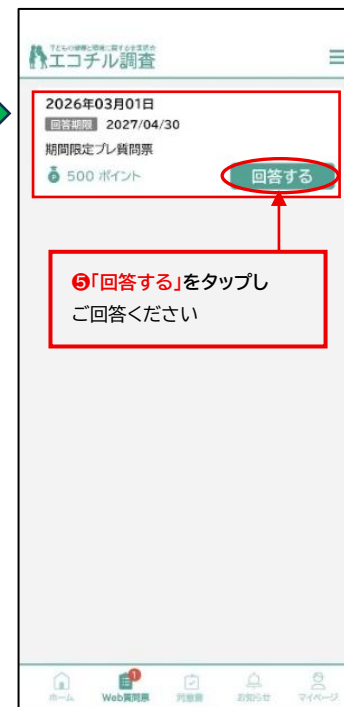 子どもの健康と環境に関する全国調査
エコチル調査
2026年03月01日
回答期限 2027/04/30
期間限定プレ質問票
500 ポイント
回答する
❺「回答する」をタップし
ご回答ください
1
ホーム Web質問票 同意書 お知らせ マイページ